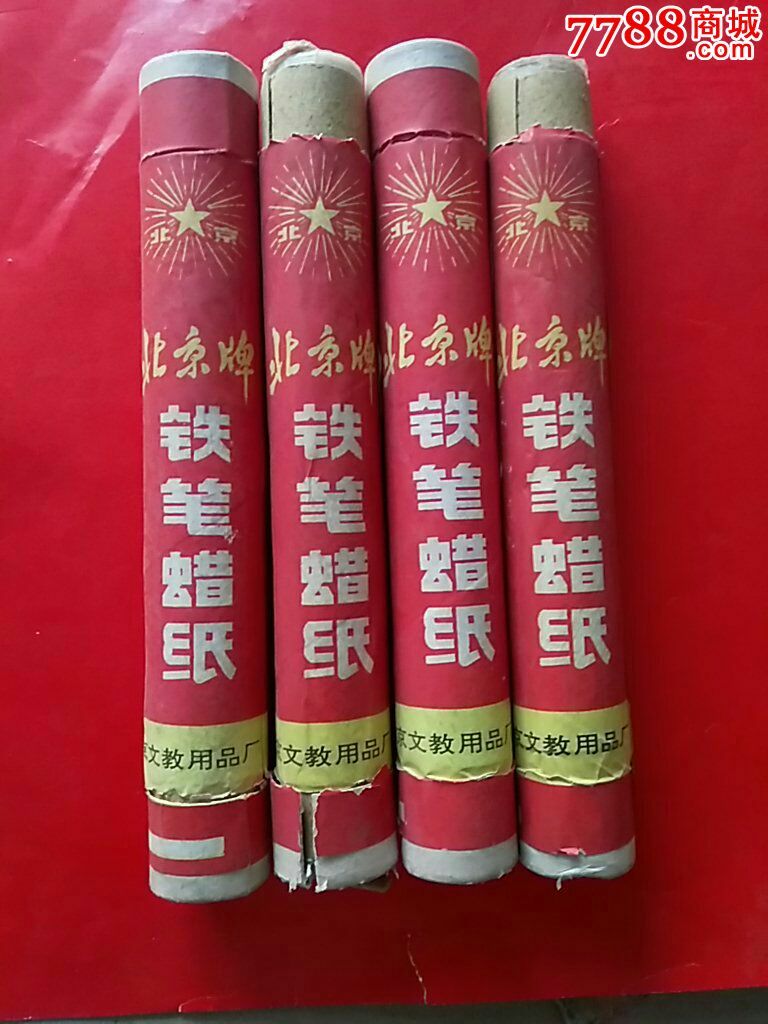 7788商城
.com
北 京
北 京
北 京
北 京
北京牌
北京牌
北京牌
北京牌
铁笔蜡纸
铁笔蜡纸
铁笔蜡纸
铁笔蜡纸
京文教用品厂
文教用品厂
京文教用品厂
京文教用品厂